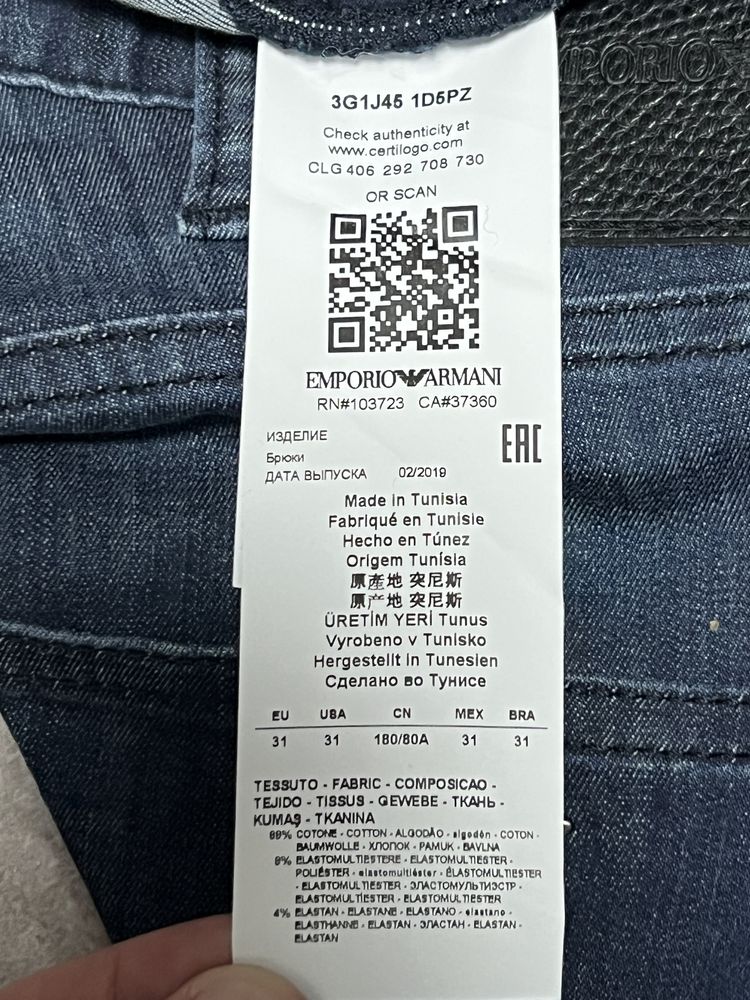 3G1J45 1D5PZ
Check authenticity at
www.certilogo.com
CLG 406 292 708 730
OR SCAN
EMPORIO ARMANI
RN#103723 CA#37360
EAC
ИЗДЕЛИЕ
Брюки
ДАТА ВЫПУСКА 02/2019
Made in Tunisia
Fabriqué en Tunisie
Hecho en Túnez
Origem Tunísia
原產地 突尼斯
原产地 突尼斯
ÜRETİM YERİ Tunus
Vyrobeno v Tunisko
Hergestellt in Tunesien
Сделано во Тунисе
EU USA CN MEX BRA
31 31 180/80A 31 31
TESSUTO - FABRIC - COMPOSICAO -
TEJIDO - TISSUS - GEWEBE - ТКАНЬ -
KUMAŞ - TKANINA
COTONE - COTTON - ALGODÃO - algodón - COTON -
BAUMWOLLE - ХЛОПОК - PAMUK - BAVLNA
ELASTOMULTIESTERE - ELASTOMULTIESTER -
POLIÉSTER - elastomultiéster - ÉLASTOMULTIESTER
- ELASTOMULTIESTER - ЭЛАСТОМУЛЬТИЭСТР -
ELASTOMULTIESTER - ELASTOMULTIESTER
4% ELASTAN - ELASTANE - ELASTANO - elastano -
ELASTHANNE - ELASTAN - ЭЛАСТАН - ELASTAN -
ELASTAN